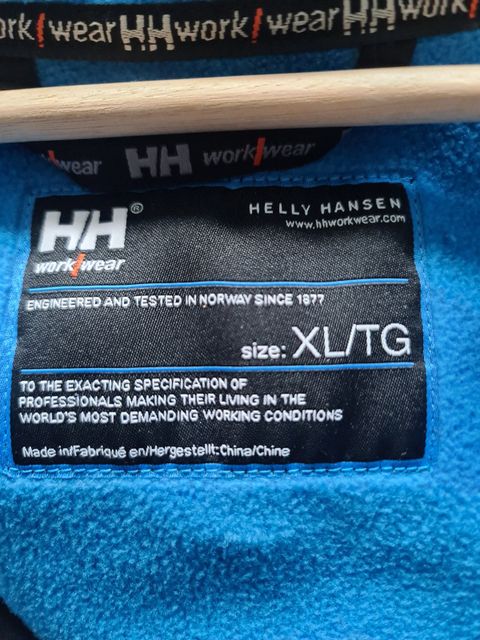 HH work/wear HH work/wear HH work/
wear HH work/wear
HH®
work/wear
HELLY HANSEN
www.hhworkwear.com
ENGINEERED AND TESTED IN NORWAY SINCE 1877
size: XL/TG
TO THE EXACTING SPECIFICATION OF
PROFESSIONALS MAKING THEIR LIVING IN THE
WORLD'S MOST DEMANDING WORKING CONDITIONS
Made in/Fabriqué en/Hergestellt:China/Chine